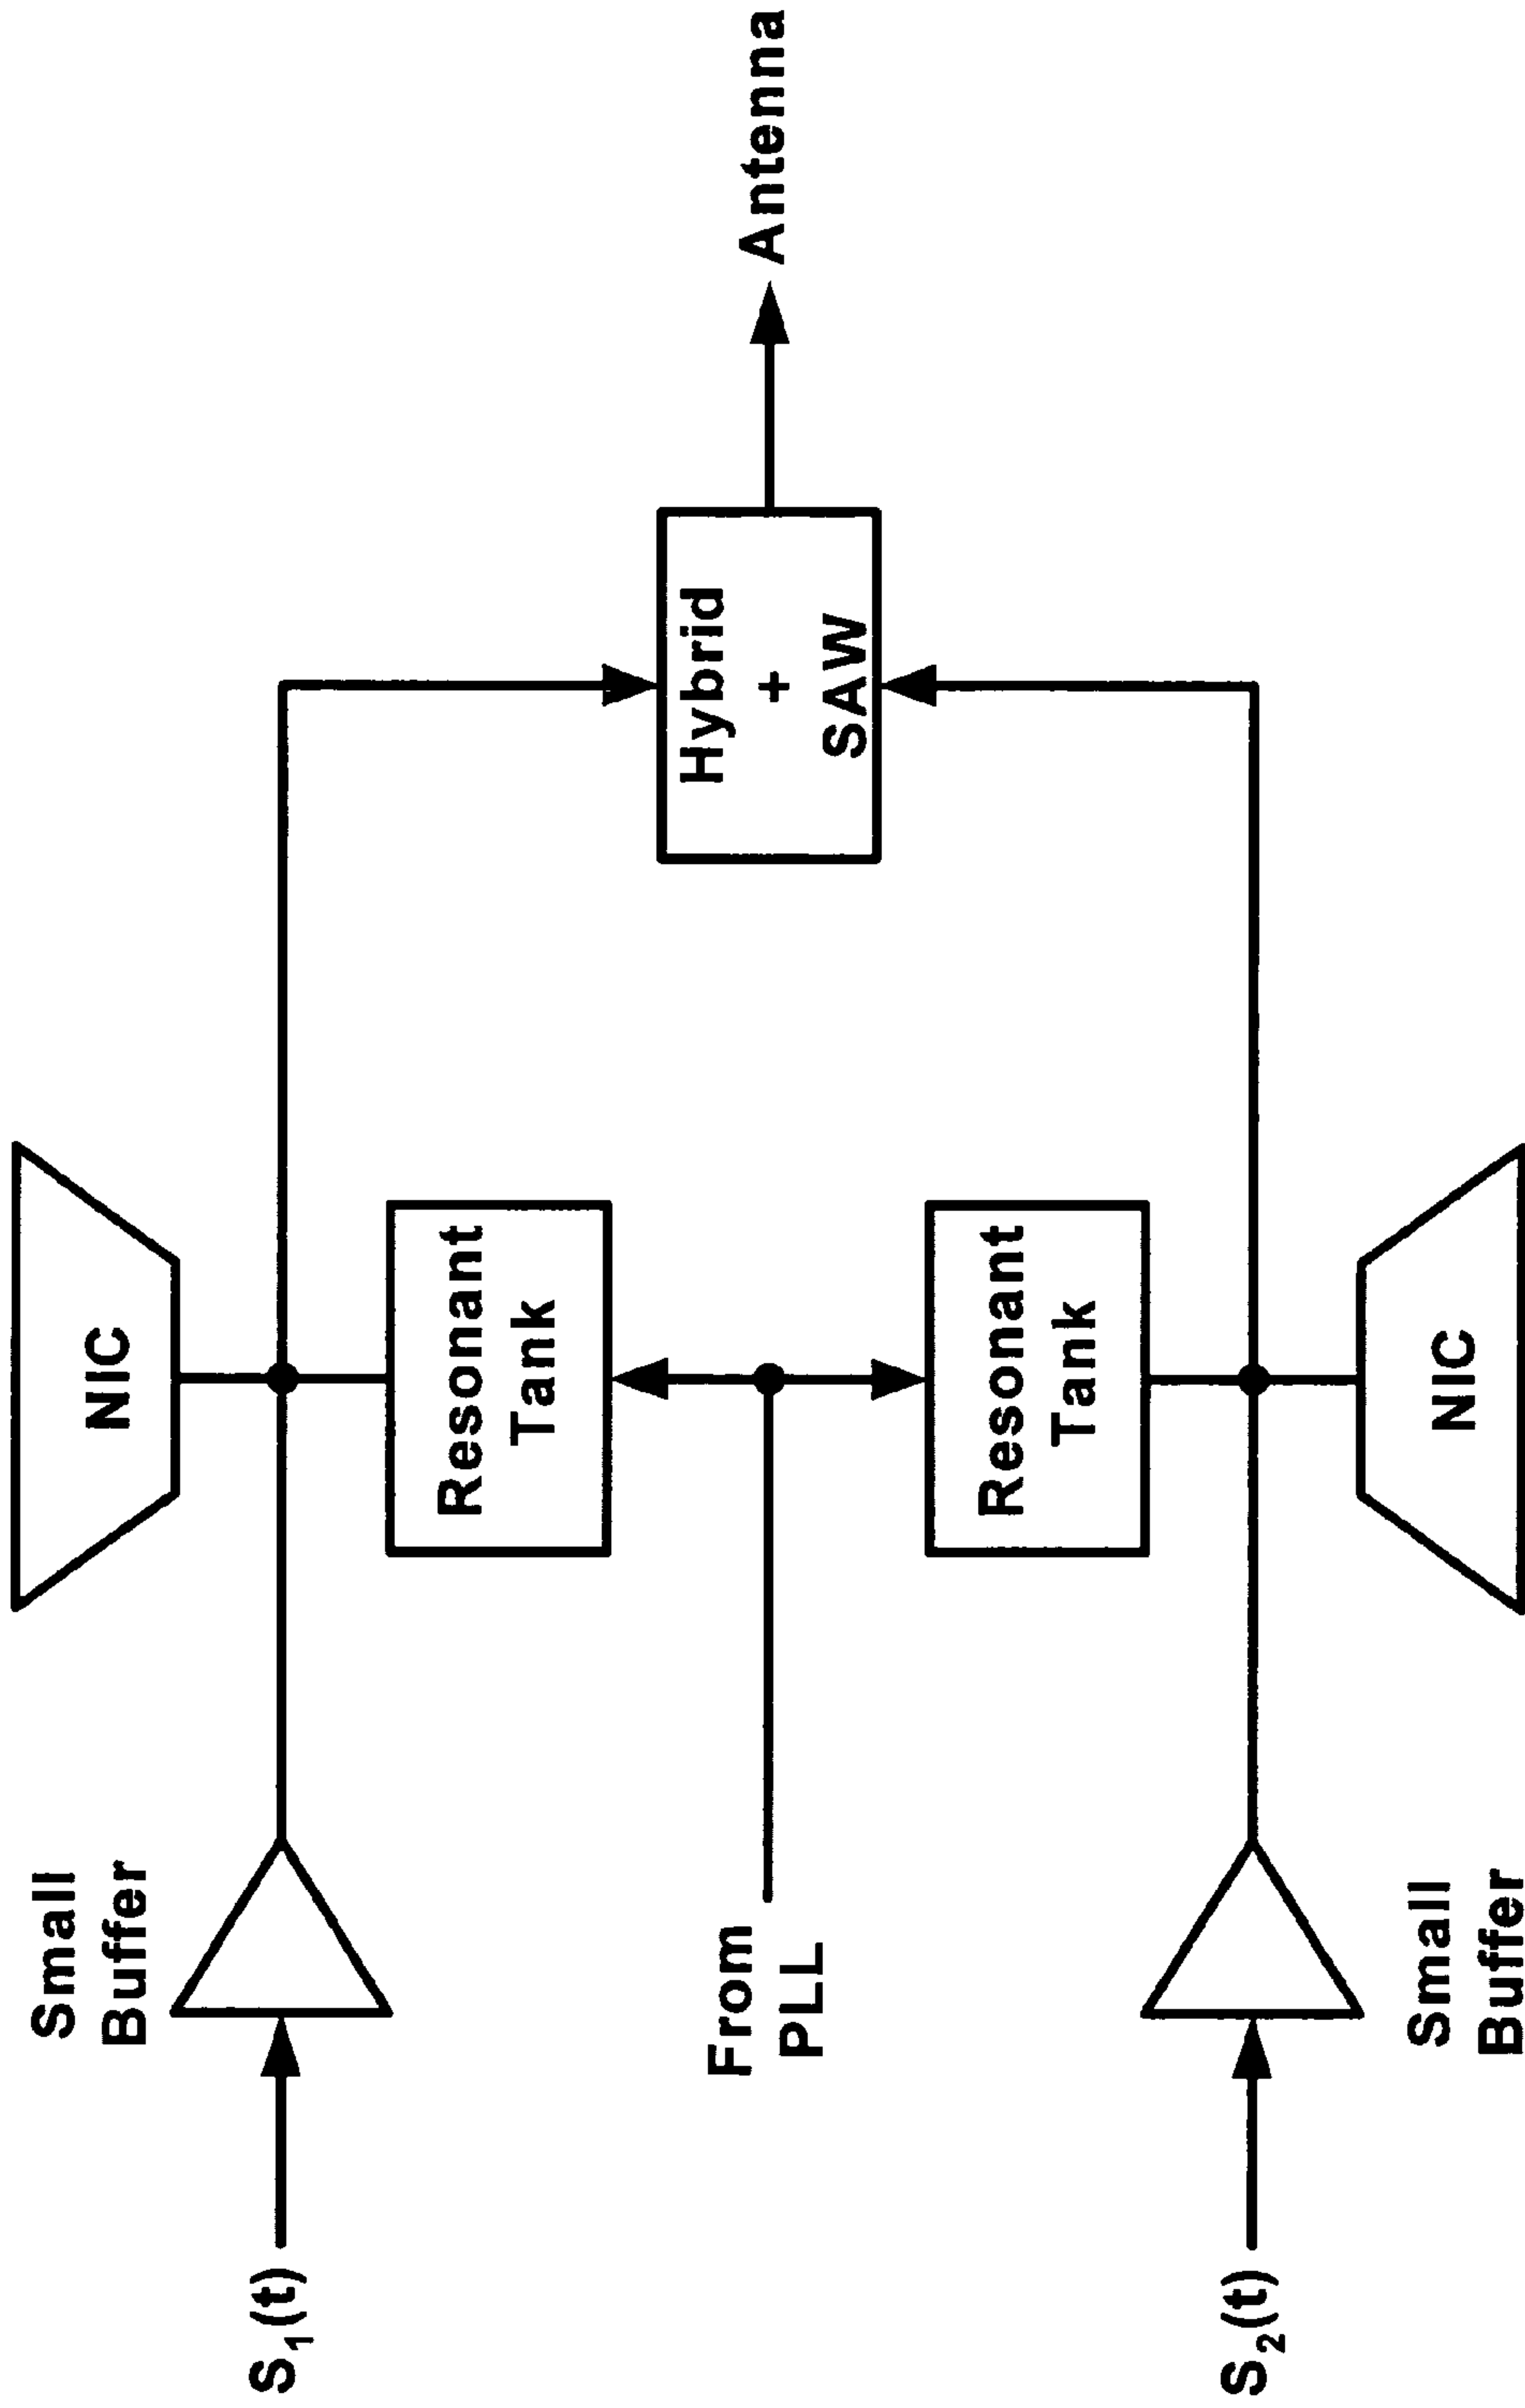 NIC
Small
Buffer
S₁(t)
Resonant
Tank
Hybrid
+
SAW
Antenna
From
PLL
Resonant
Tank
S₂(t)
Small
Buffer
NIC